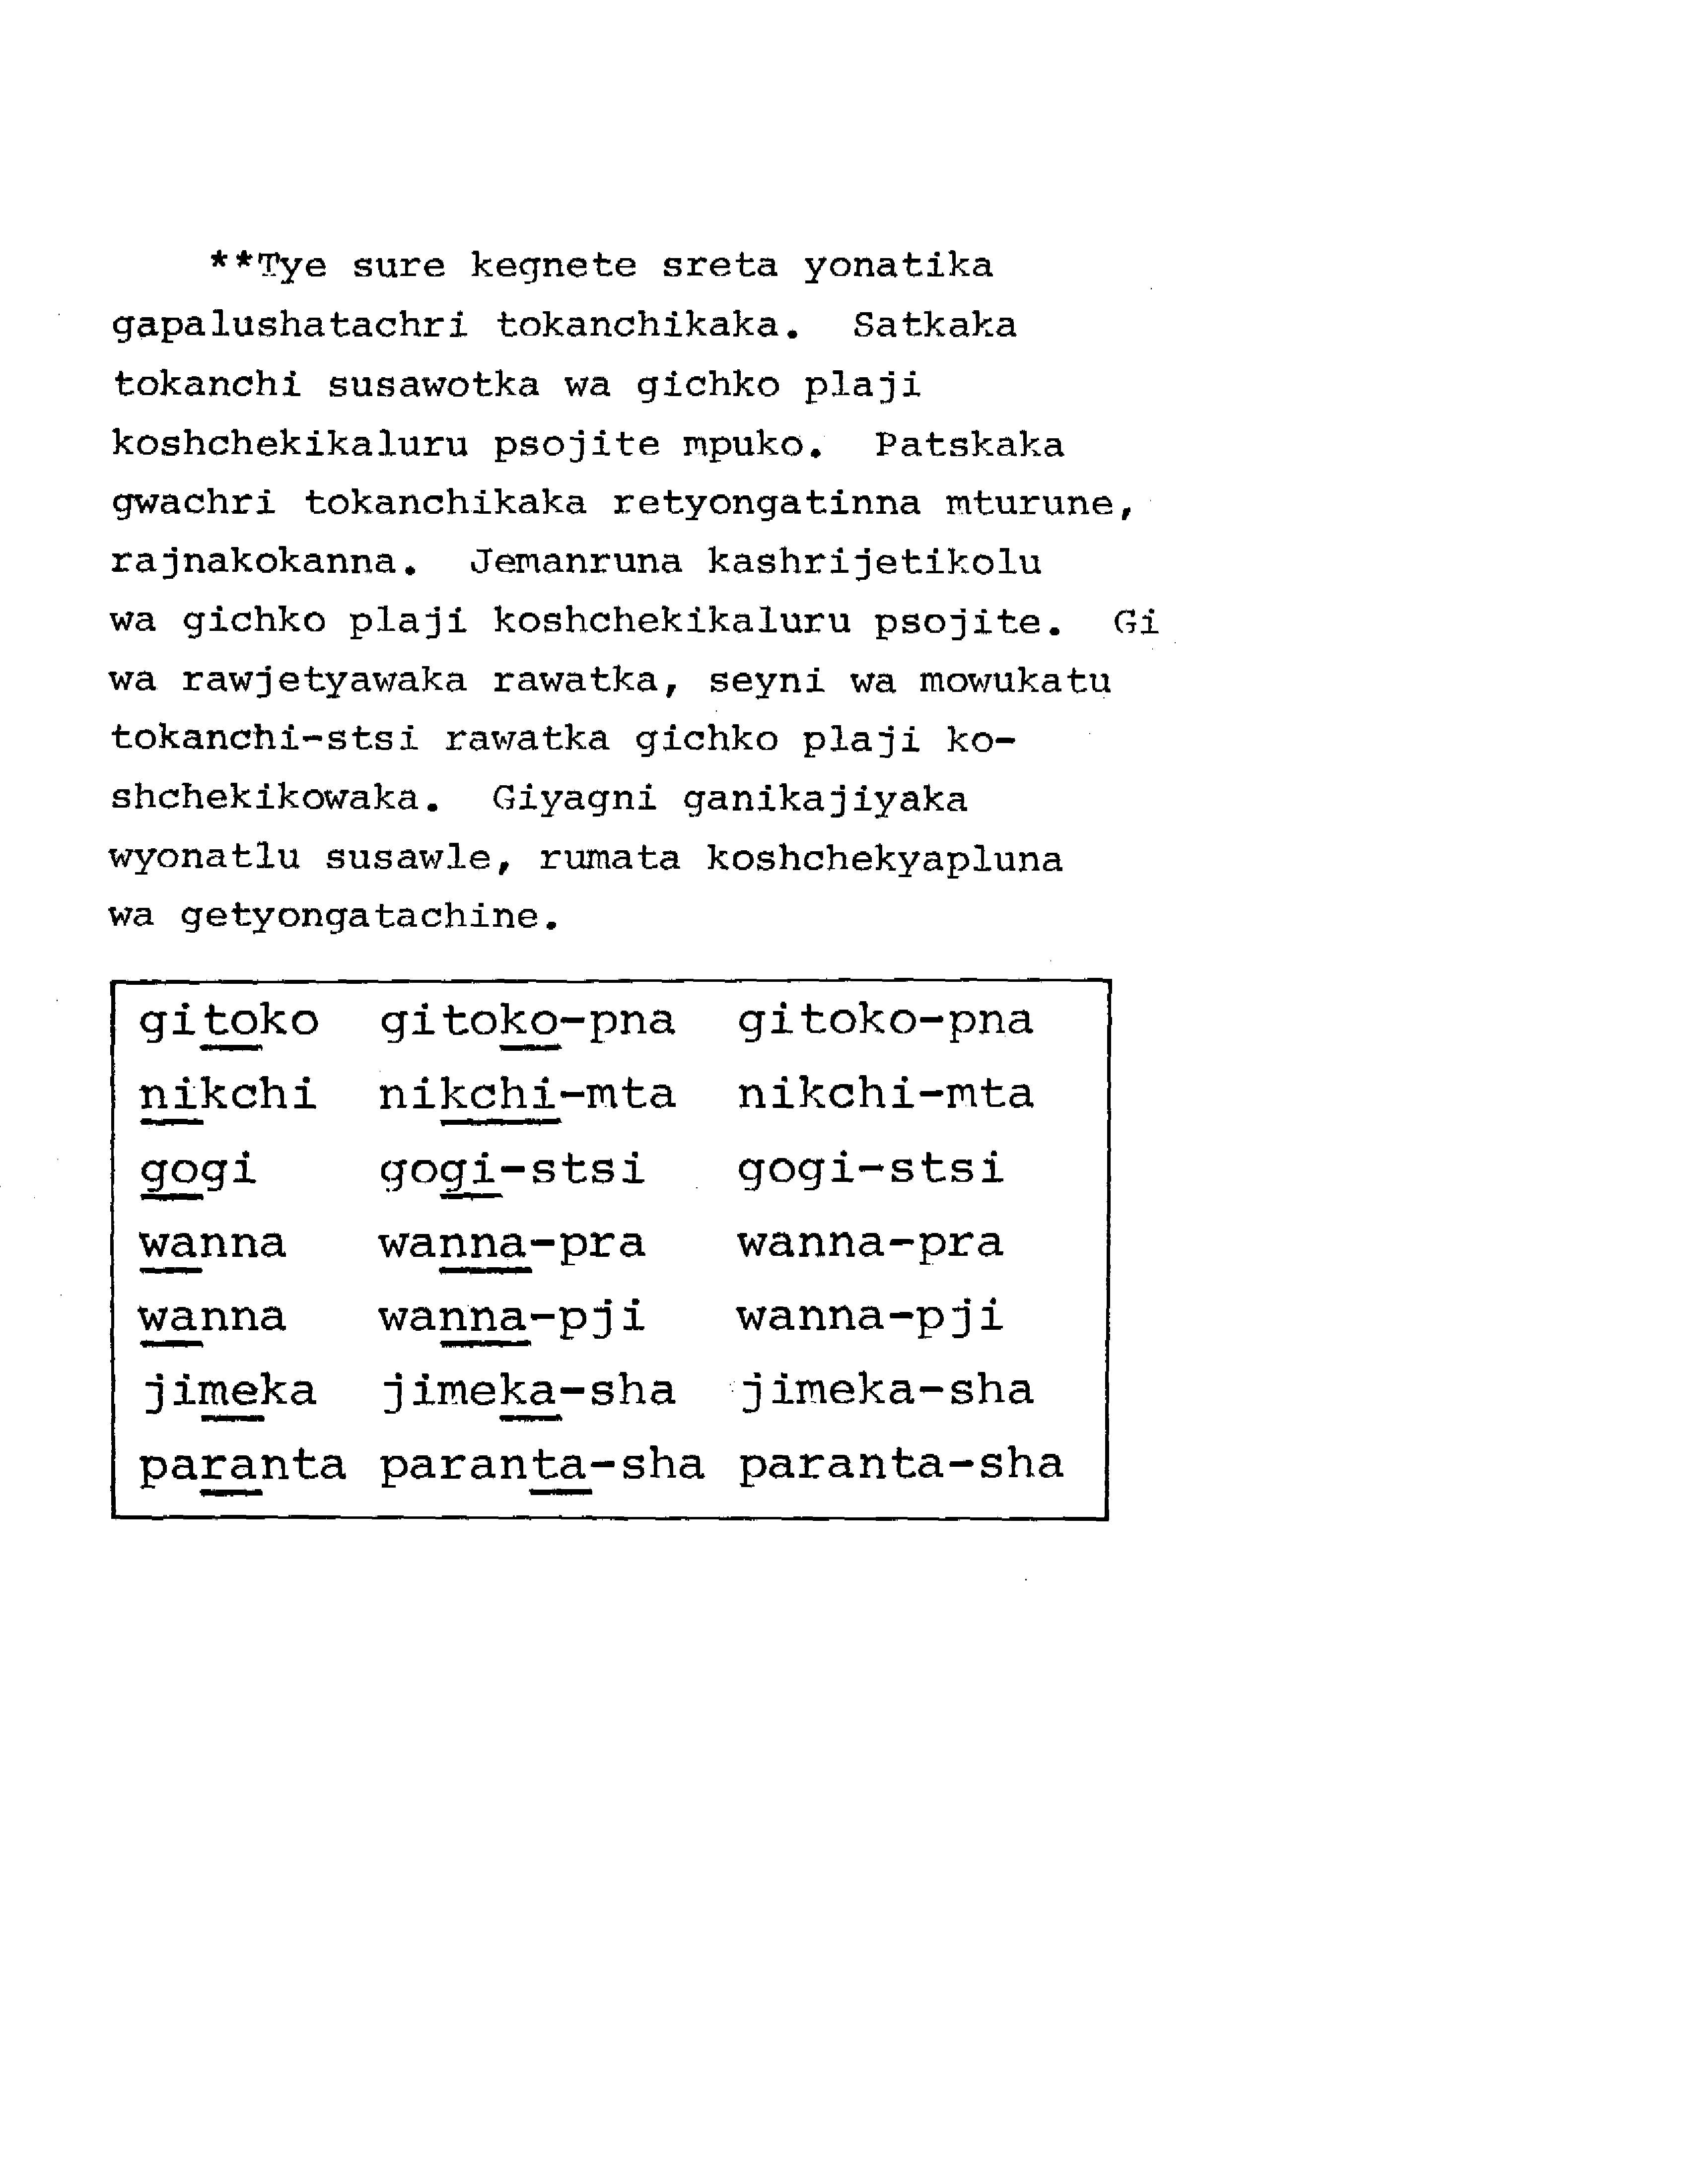 **Tye sure kegnete sreta yonatika
gapalushatachri tokanchikaka. Satkaka
tokanchi susawotka wa gichko plaji
koshchekikaluru psojite mpuko. Patskaka
gwachri tokanchikaka retyongatinna mturune,
rajnakokanna. Jemanruna kashrijetikolu
wa gichko plaji koshchekikaluru psojite. Gi
wa rawjetyawaka rawatka, seyni wa mowukatu
tokanchi-stsi rawatka gichko plaji ko-
shchekikowaka. Giyagni ganikajiyaka
wyonatlu susawle, rumata koshchekyapluna
wa getyongatachine.
gitoko gitoko-pna gitoko-pna
nikchi nikchi-mta nikchi-mta
gogi gogi-stsi gogi-stsi
wanna wanna-pra wanna-pra
wanna wanna-pji wanna-pji
jimeka jimeka-sha jimeka-sha
paranta paranta-sha paranta-sha